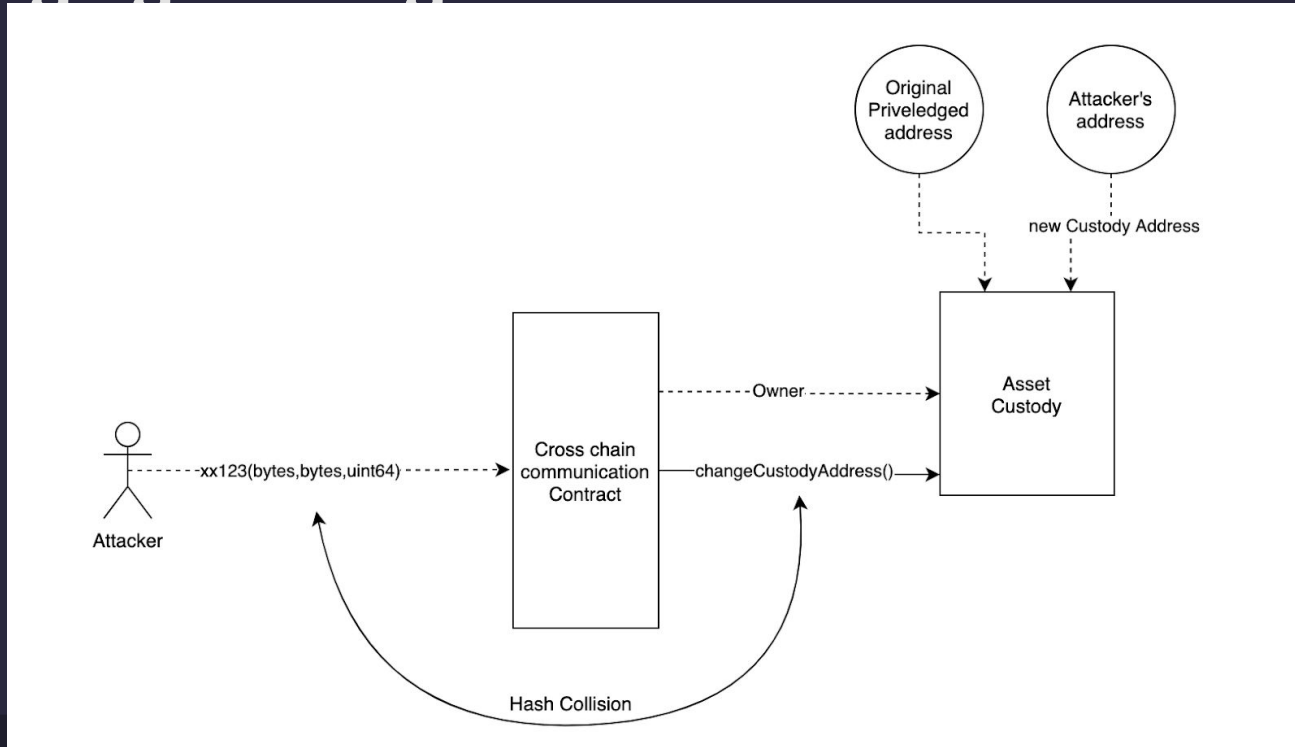 Original
Priveledged
address
Attacker's
address
new Custody Address
Owner
Asset
Custody
Cross chain
communication
Contract
xx123(bytes,bytes,uint64)
changeCustodyAddress()
Attacker
Hash Collision